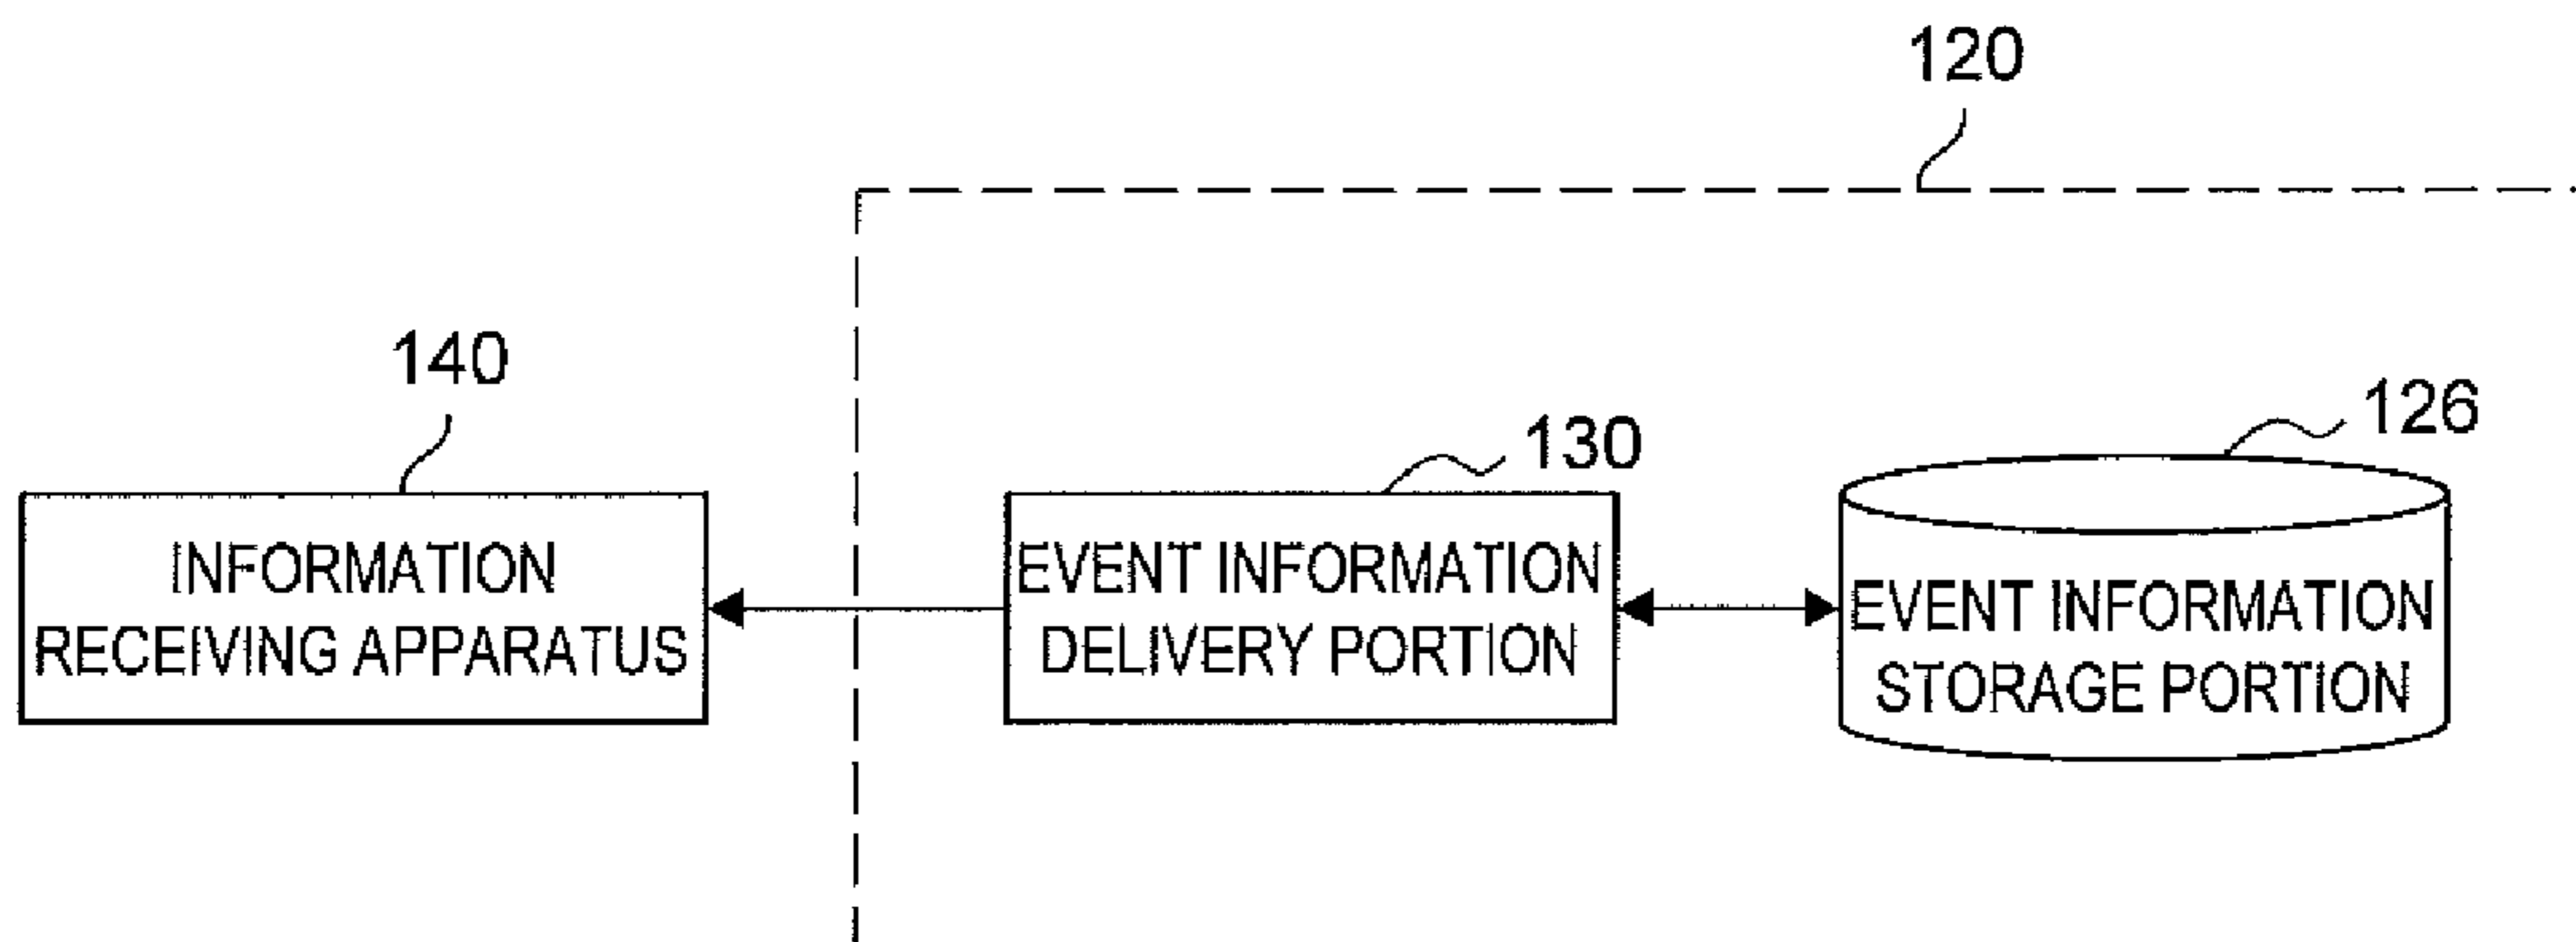 120
140
130
126
INFORMATION
RECEIVING APPARATUS
EVENT INFORMATION
DELIVERY PORTION
EVENT INFORMATION
STORAGE PORTION